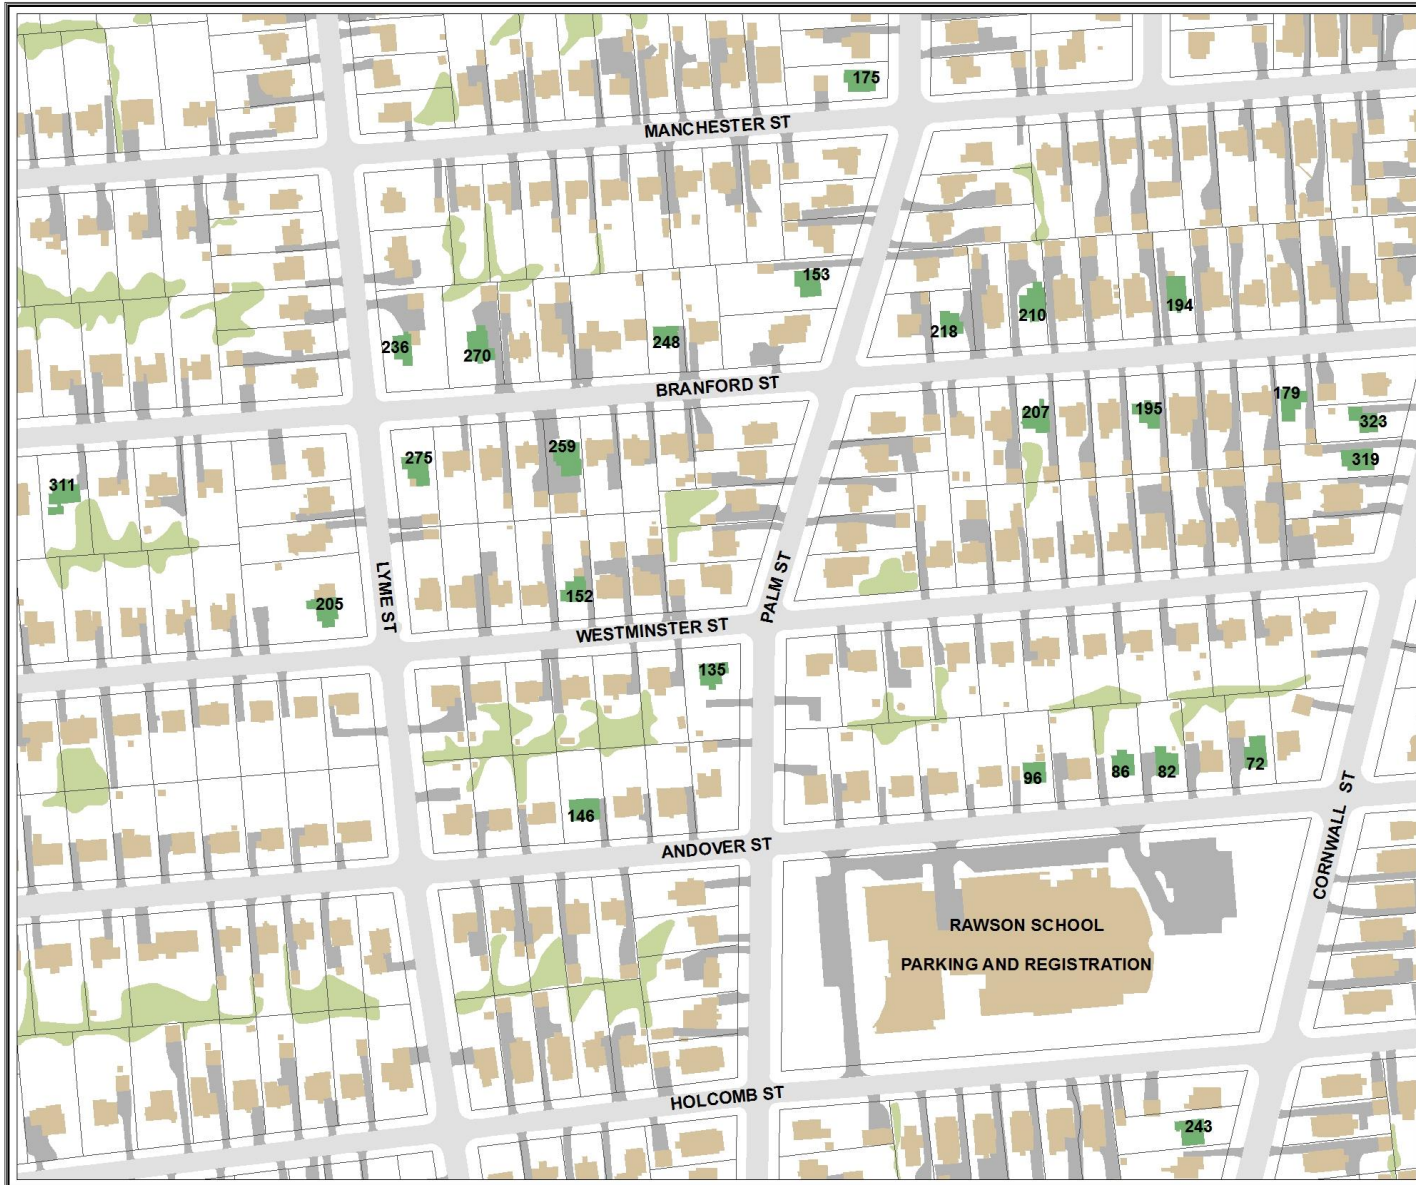 175
MANCHESTER ST
153
194
210
218
236
270
248
BRANFORD ST
179
207
195
323
259
275
319
311
LYME ST
PALM ST
152
205
WESTMINSTER ST
135
96
86
82
72
146
CORNWALL ST
ANDOVER ST
RAWSON SCHOOL
PARKING AND REGISTRATION
HOLCOMB ST
243